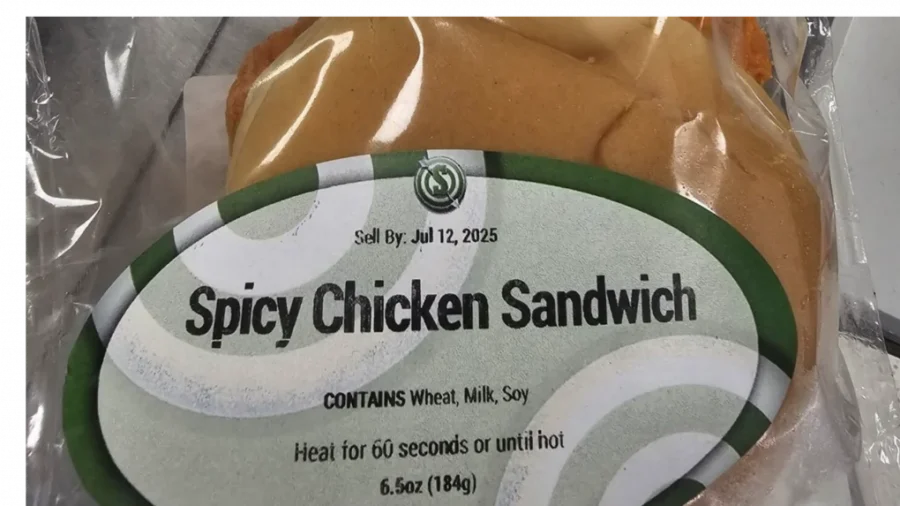 Sell By: Jul 12, 2025
Spicy Chicken Sandwich
CONTAINS Wheat, Milk, Soy
Heat for 60 seconds or until hot
6.5oz (184g)